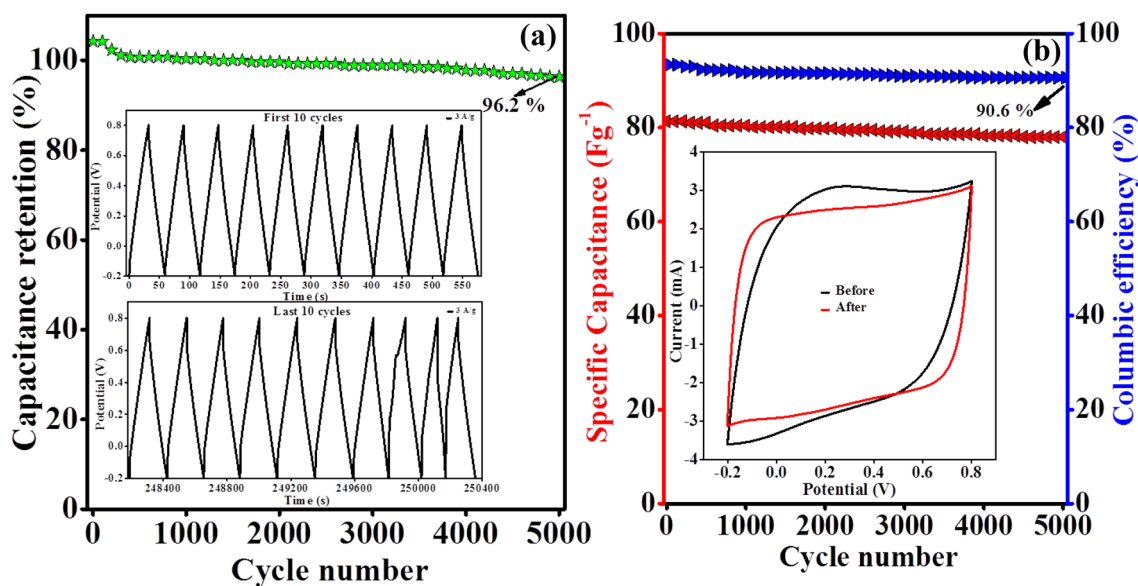 (a)
Capacitance retention (%)
100
80
60
40
20
0
96.2 %
First 10 cycles
3 A/g
Potential (V)
0.8
0.6
0.4
0.2
0.0
-0.2
0 50 100 150 200 250 300 350 400 450 500 550
Time (s)
Last 10 cycles
3 A/g
Potential (V)
0.8
0.6
0.4
0.2
0.0
-0.2
248400 248800 249200 249600 250000 250400
Time (s)
0 1000 2000 3000 4000 5000
Cycle number
(b)
Specific Capacitance (Fg⁻¹)
100
80
60
40
20
0
90.6 %
Current (mA)
4
3
2
1
0
-1
-2
-3
-4
Before
After
-0.2 0.0 0.2 0.4 0.6 0.8
Potential (V)
Columbic efficiency (%)
100
80
60
40
20
0
0 1000 2000 3000 4000 5000
Cycle number